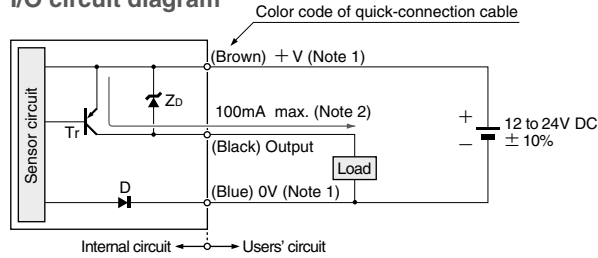 I/O circuit diagram
Color code of quick-connection cable
(Brown) + V (Note 1)
Sensor circuit
Tr
ZD
100mA max. (Note 2)
(Black) Output
Load
+
−
12 to 24V DC
± 10%
D
(Blue) 0V (Note 1)
Internal circuit
Users' circuit